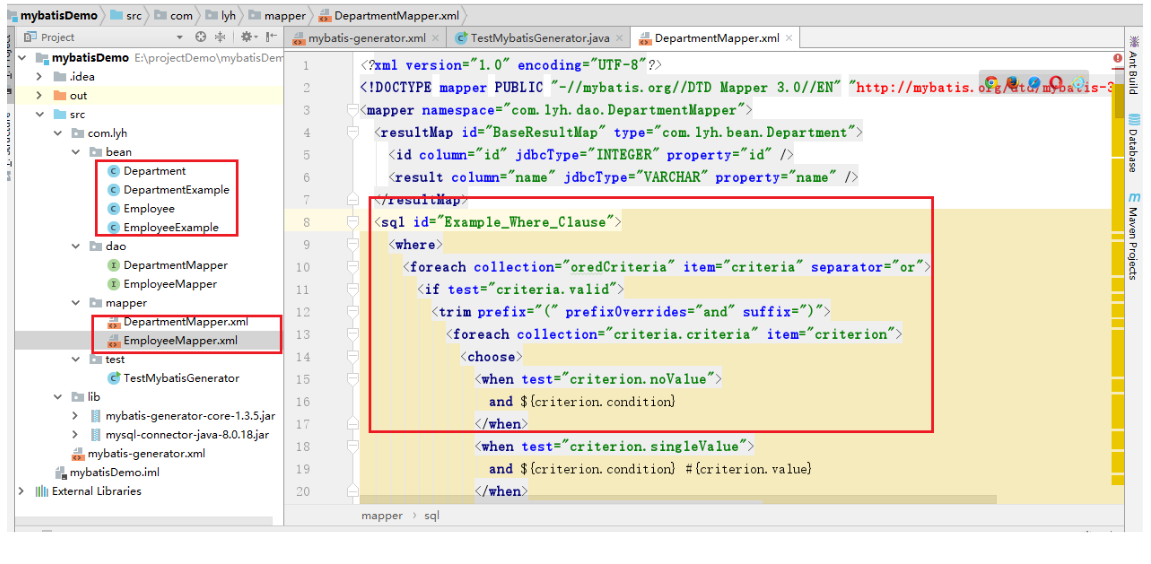 mybatisDemo src com lyh mapper DepartmentMapper.xml
Project
mybatis-generator.xml × TestMybatisGenerator.java × DepartmentMapper.xml ×
mybatisDemo E:\projectDemo\mybatisDem
.idea
out
src
com.lyh
bean
Department
DepartmentExample
Employee
EmployeeExample
dao
DepartmentMapper
EmployeeMapper
mapper
DepartmentMapper.xml
EmployeeMapper.xml
test
TestMybatisGenerator
lib
mybatis-generator-core-1.3.5.jar
mysql-connector-java-8.0.18.jar
mybatis-generator.xml
mybatisDemo.iml
External Libraries
1 <?xml version="1.0" encoding="UTF-8"?>
2 <!DOCTYPE mapper PUBLIC "-//mybatis.org//DTD Mapper 3.0//EN" "http://mybatis.org/dtd/mybatis-3
3 <mapper namespace="com.lyh.dao.DepartmentMapper">
4 <resultMap id="BaseResultMap" type="com.lyh.bean.Department">
5 <id column="id" jdbcType="INTEGER" property="id" />
6 <result column="name" jdbcType="VARCHAR" property="name" />
7 </resultMap>
8 <sql id="Example_Where_Clause">
9 <where>
10 <foreach collection="oredCriteria" item="criteria" separator="or">
11 <if test="criteria.valid">
12 <trim prefix="(" prefixOverrides="and" suffix=")">
13 <foreach collection="criteria.criteria" item="criterion">
14 <choose>
15 <when test="criterion.noValue">
16 and ${criterion.condition}
17 </when>
18 <when test="criterion.singleValue">
19 and ${criterion.condition} #{criterion.value}
20 </when>
mapper › sql
Ant Build
Database
m Maven Projects